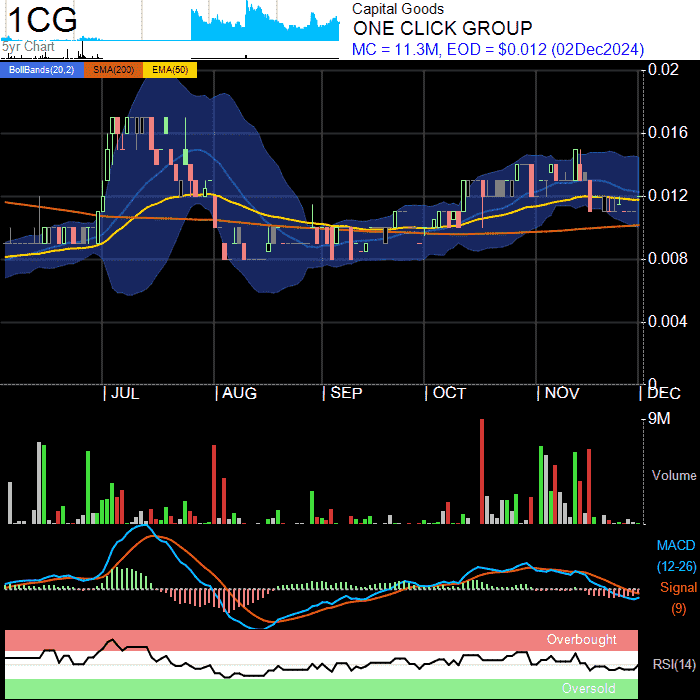 1CG
5yr Chart
Capital Goods
ONE CLICK GROUP
MC = 11.3M, EOD = $0.012 (02Dec2024)
BollBands(20,2) SMA(200) EMA(50)
0.02
0.016
0.012
0.008
0.004
0
JUL AUG SEP OCT NOV DEC
9M
Volume
MACD
(12-26)
Signal
(9)
Overbought
RSI(14)
Oversold